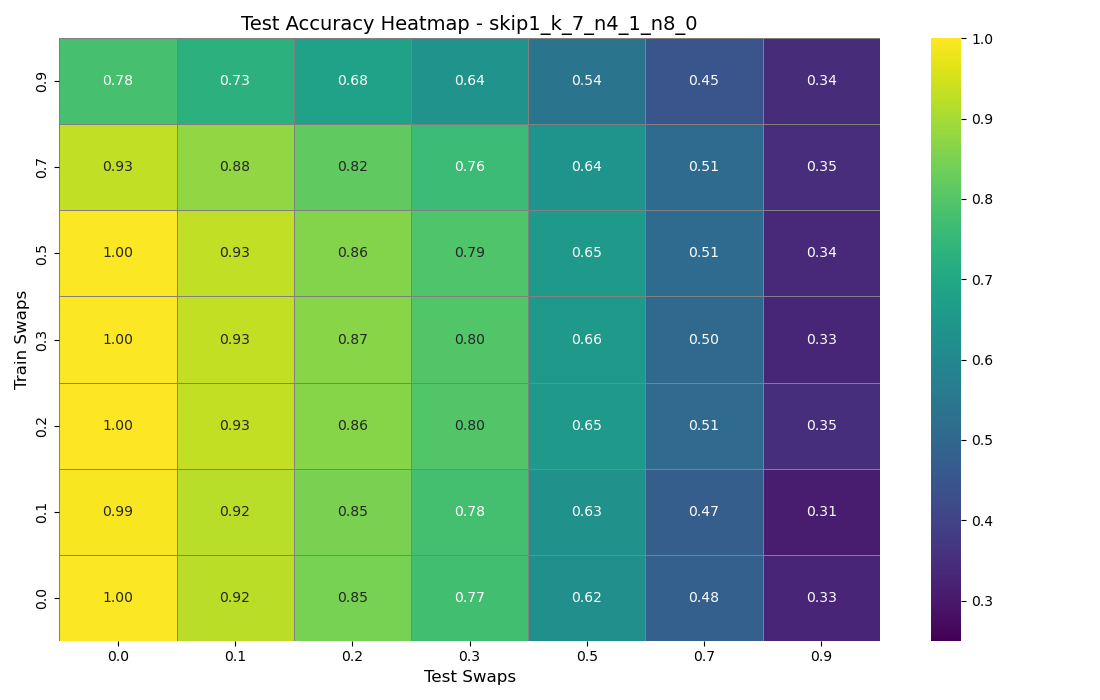 Test Accuracy Heatmap - skip1_k_7_n4_1_n8_0
Train Swaps
0.9 0.78 0.73 0.68 0.64 0.54 0.45 0.34
0.7 0.93 0.88 0.82 0.76 0.64 0.51 0.35
0.5 1.00 0.93 0.86 0.79 0.65 0.51 0.34
0.3 1.00 0.93 0.87 0.80 0.66 0.50 0.33
0.2 1.00 0.93 0.86 0.80 0.65 0.51 0.35
0.1 0.99 0.92 0.85 0.78 0.63 0.47 0.31
0.0 1.00 0.92 0.85 0.77 0.62 0.48 0.33
0.0 0.1 0.2 0.3 0.5 0.7 0.9
Test Swaps
1.0
0.9
0.8
0.7
0.6
0.5
0.4
0.3